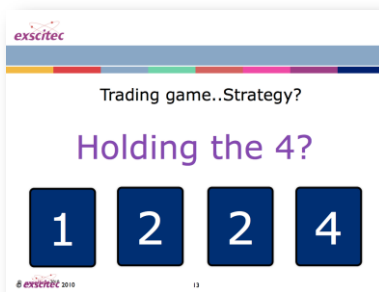 exscitec
Trading game..Strategy?
Holding the 4?
1 2 2 4
© exscitec 2010 13